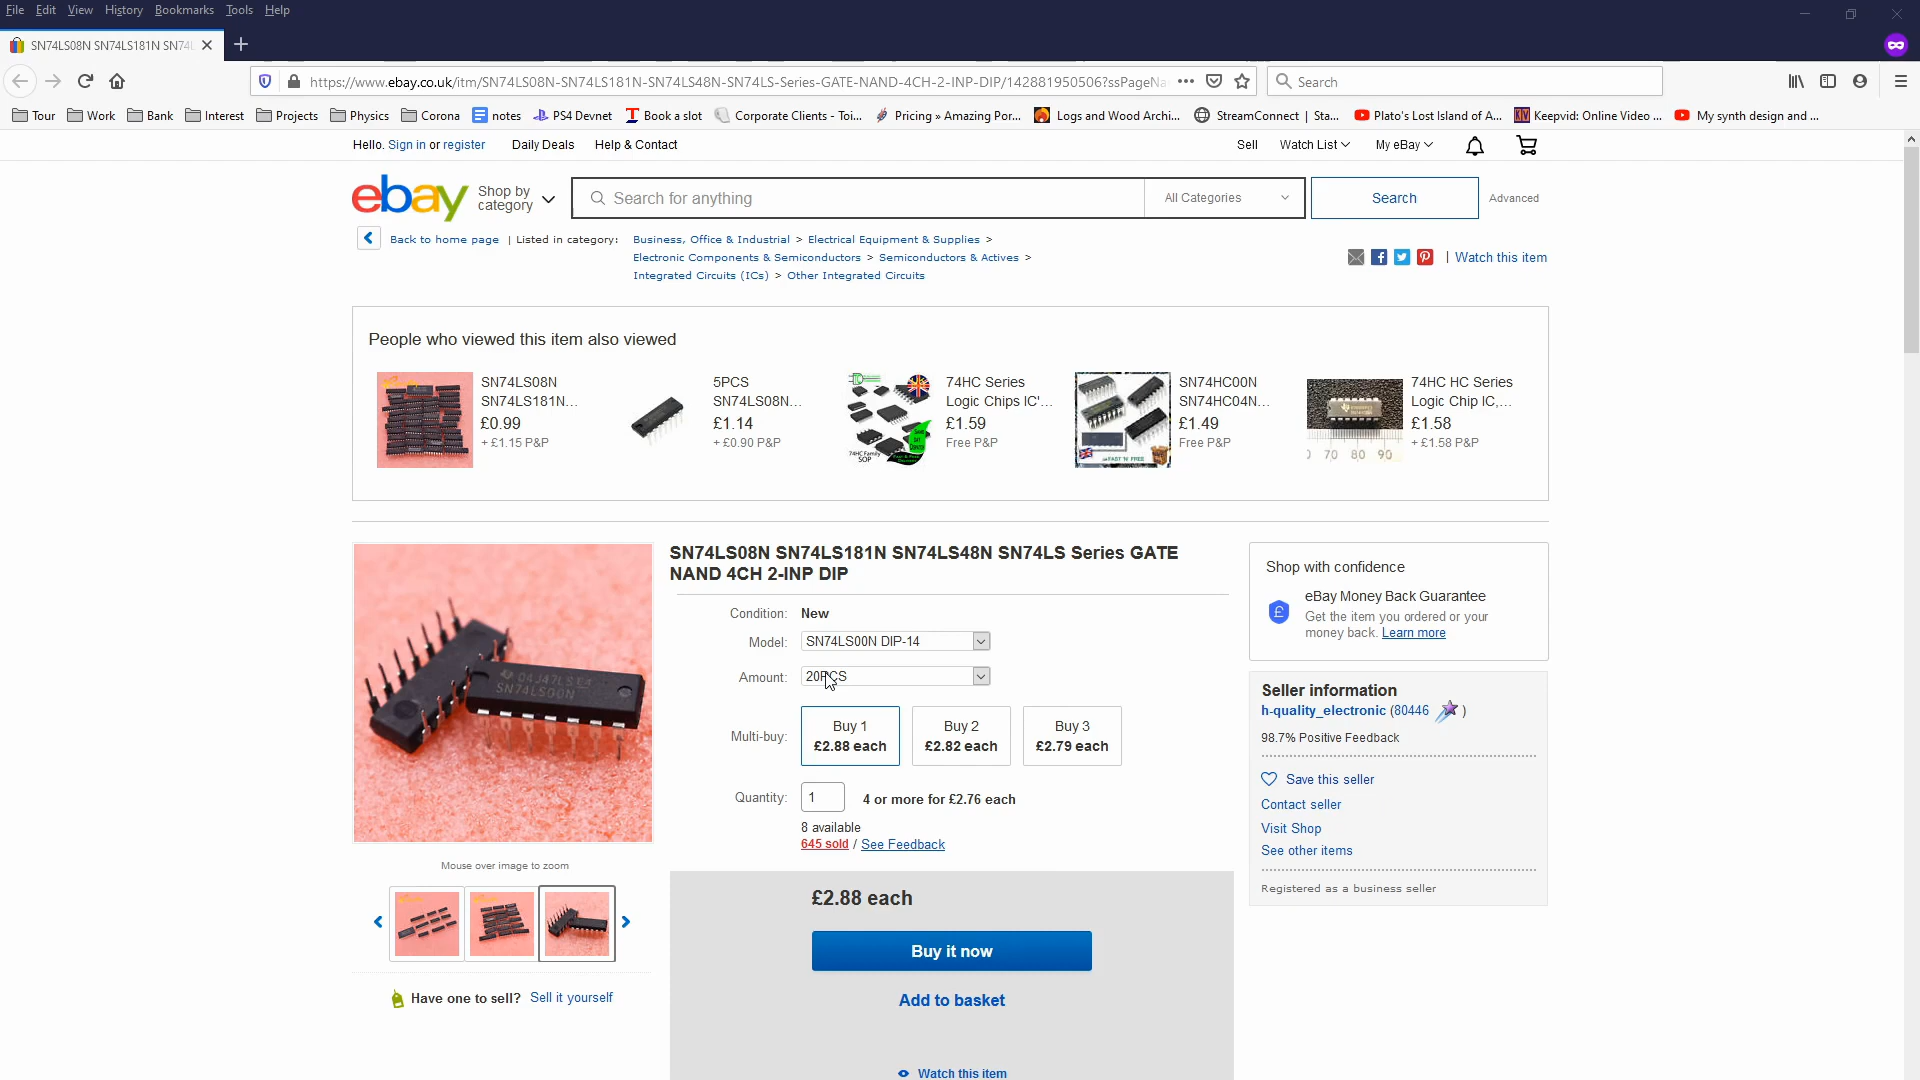 File Edit View History Bookmarks Tools Help
SN74LS08N SN74LS181N SN74L
https://www.ebay.co.uk/itm/SN74LS08N-SN74LS181N-SN74LS48N-SN74LS-Series-GATE-NAND-4CH-2-INP-DIP/142881950506?ssPageNa
Search
Tour Work Bank Interest Projects Physics Corona notes PS4 Devnet Book a slot Corporate Clients - Toi... Pricing » Amazing Por... Logs and Wood Archi... StreamConnect | Sta... Plato's Lost Island of A... Keepvid: Online Video ... My synth design and ...
Hello. Sign in or register Daily Deals Help & Contact Sell Watch List My eBay
ebay Shop by category Search for anything All Categories Search Advanced
Back to home page | Listed in category: Business, Office & Industrial > Electrical Equipment & Supplies >
Electronic Components & Semiconductors > Semiconductors & Actives >
Integrated Circuits (ICs) > Other Integrated Circuits
| Watch this item
People who viewed this item also viewed
SN74LS08N
SN74LS181N...
£0.99
+ £1.15 P&P
5PCS
SN74LS08N...
£1.14
+ £0.90 P&P
74HC Family
SOP
74HC Series
Logic Chips IC'...
£1.59
Free P&P
FAST 'N' FREE
SN74HC00N
SN74HC04N...
£1.49
Free P&P
70 80 90
74HC HC Series
Logic Chip IC,...
£1.58
+ £1.58 P&P
SN74LS00N
Mouse over image to zoom
Have one to sell? Sell it yourself
SN74LS08N SN74LS181N SN74LS48N SN74LS Series GATE
NAND 4CH 2-INP DIP
Condition: New
Model: SN74LS00N DIP-14
Amount: 20PCS
Multi-buy:
Buy 1
£2.88 each
Buy 2
£2.82 each
Buy 3
£2.79 each
Quantity: 1 4 or more for £2.76 each
8 available
645 sold / See Feedback
£2.88 each
Buy it now
Add to basket
Watch this item
Shop with confidence
eBay Money Back Guarantee
Get the item you ordered or your
money back. Learn more
Seller information
h-quality_electronic (80446 )
98.7% Positive Feedback
Save this seller
Contact seller
Visit Shop
See other items
Registered as a business seller